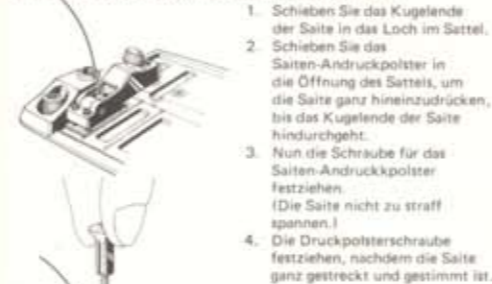 1. Schieben Sie das Kugelende
der Saite in das Loch im Sattel.
2. Schieben Sie das
Saiten-Andruckpolster in
die Öffnung des Sattels, um
die Saite ganz hineinzudrücken,
bis das Kugelende der Saite
hindurchgeht.
3. Nun die Schraube für das
Saiten-Andruckkpolster
festziehen.
(Die Saite nicht zu straff
spannen.)
4. Die Druckpolsterschraube
festziehen, nachdem die Saite
ganz gestreckt und gestimmt ist.